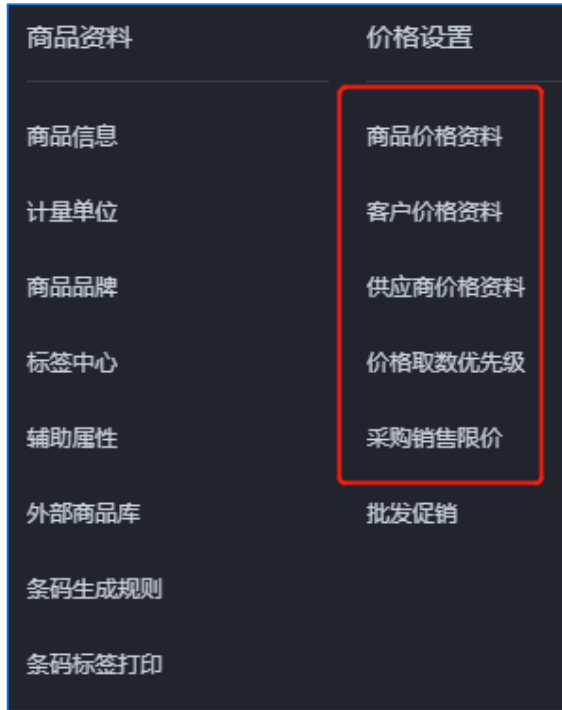 商品资料
商品信息
计量单位
商品品牌
标签中心
辅助属性
外部商品库
条码生成规则
条码标签打印
价格设置
商品价格资料
客户价格资料
供应商价格资料
价格取数优先级
采购销售限价
批发促销